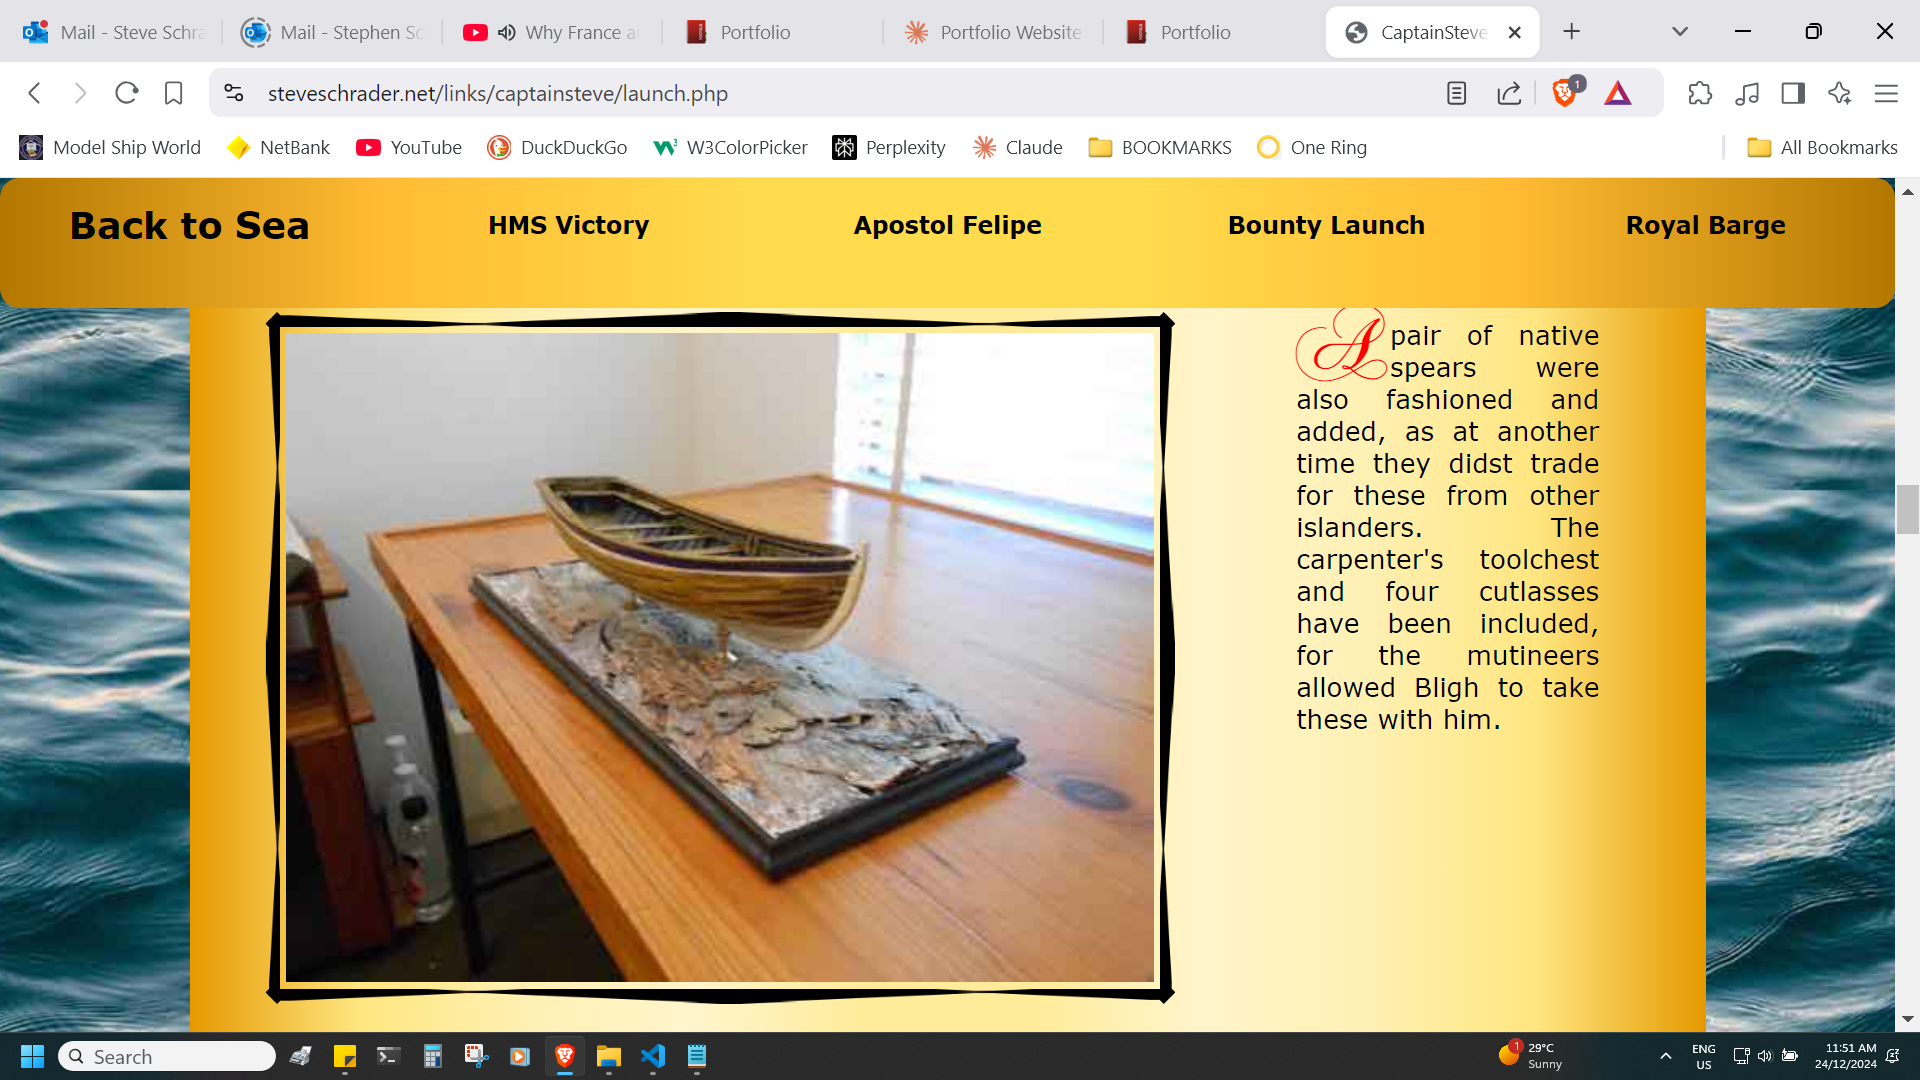 Mail - Steve Schra
Mail - Stephen Sc
Why France a
Portfolio
Portfolio Website
Portfolio
CaptainSteve
steveschrader.net/links/captainsteve/launch.php
1
Model Ship World
NetBank
YouTube
DuckDuckGo
W3ColorPicker
Perplexity
Claude
BOOKMARKS
One Ring
All Bookmarks
Back to Sea
HMS Victory
Apostol Felipe
Bounty Launch
Royal Barge
A pair of native
spears were
also fashioned and
added, as at another
time they didst trade
for these from other
islanders. The
carpenter's toolchest
and four cutlasses
have been included,
for the mutineers
allowed Bligh to take
these with him.
Search
1
29°C
Sunny
ENG
US
11:51 AM
24/12/2024